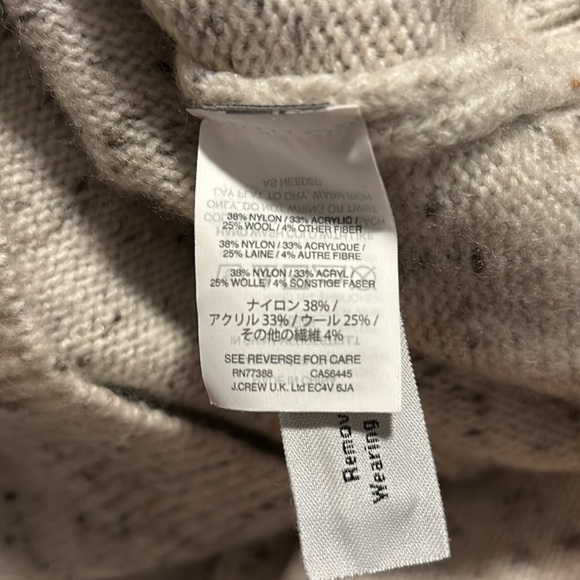 38% NYLON / 33% ACRYLIC /
25% WOOL / 4% OTHER FIBER
38% NYLON / 33% ACRYLIQUE /
25% LAINE / 4% AUTRE FIBRE
38% NYLON / 33% ACRYL /
25% WOLLE / 4% SONSTIGE FASER
ナイロン 38% /
アクリル 33% / ウール 25% /
その他の繊維 4%
SEE REVERSE FOR CARE
RN77388 CA56445
J.CREW U.K. Ltd EC4V 6JA
Remov
Wearing